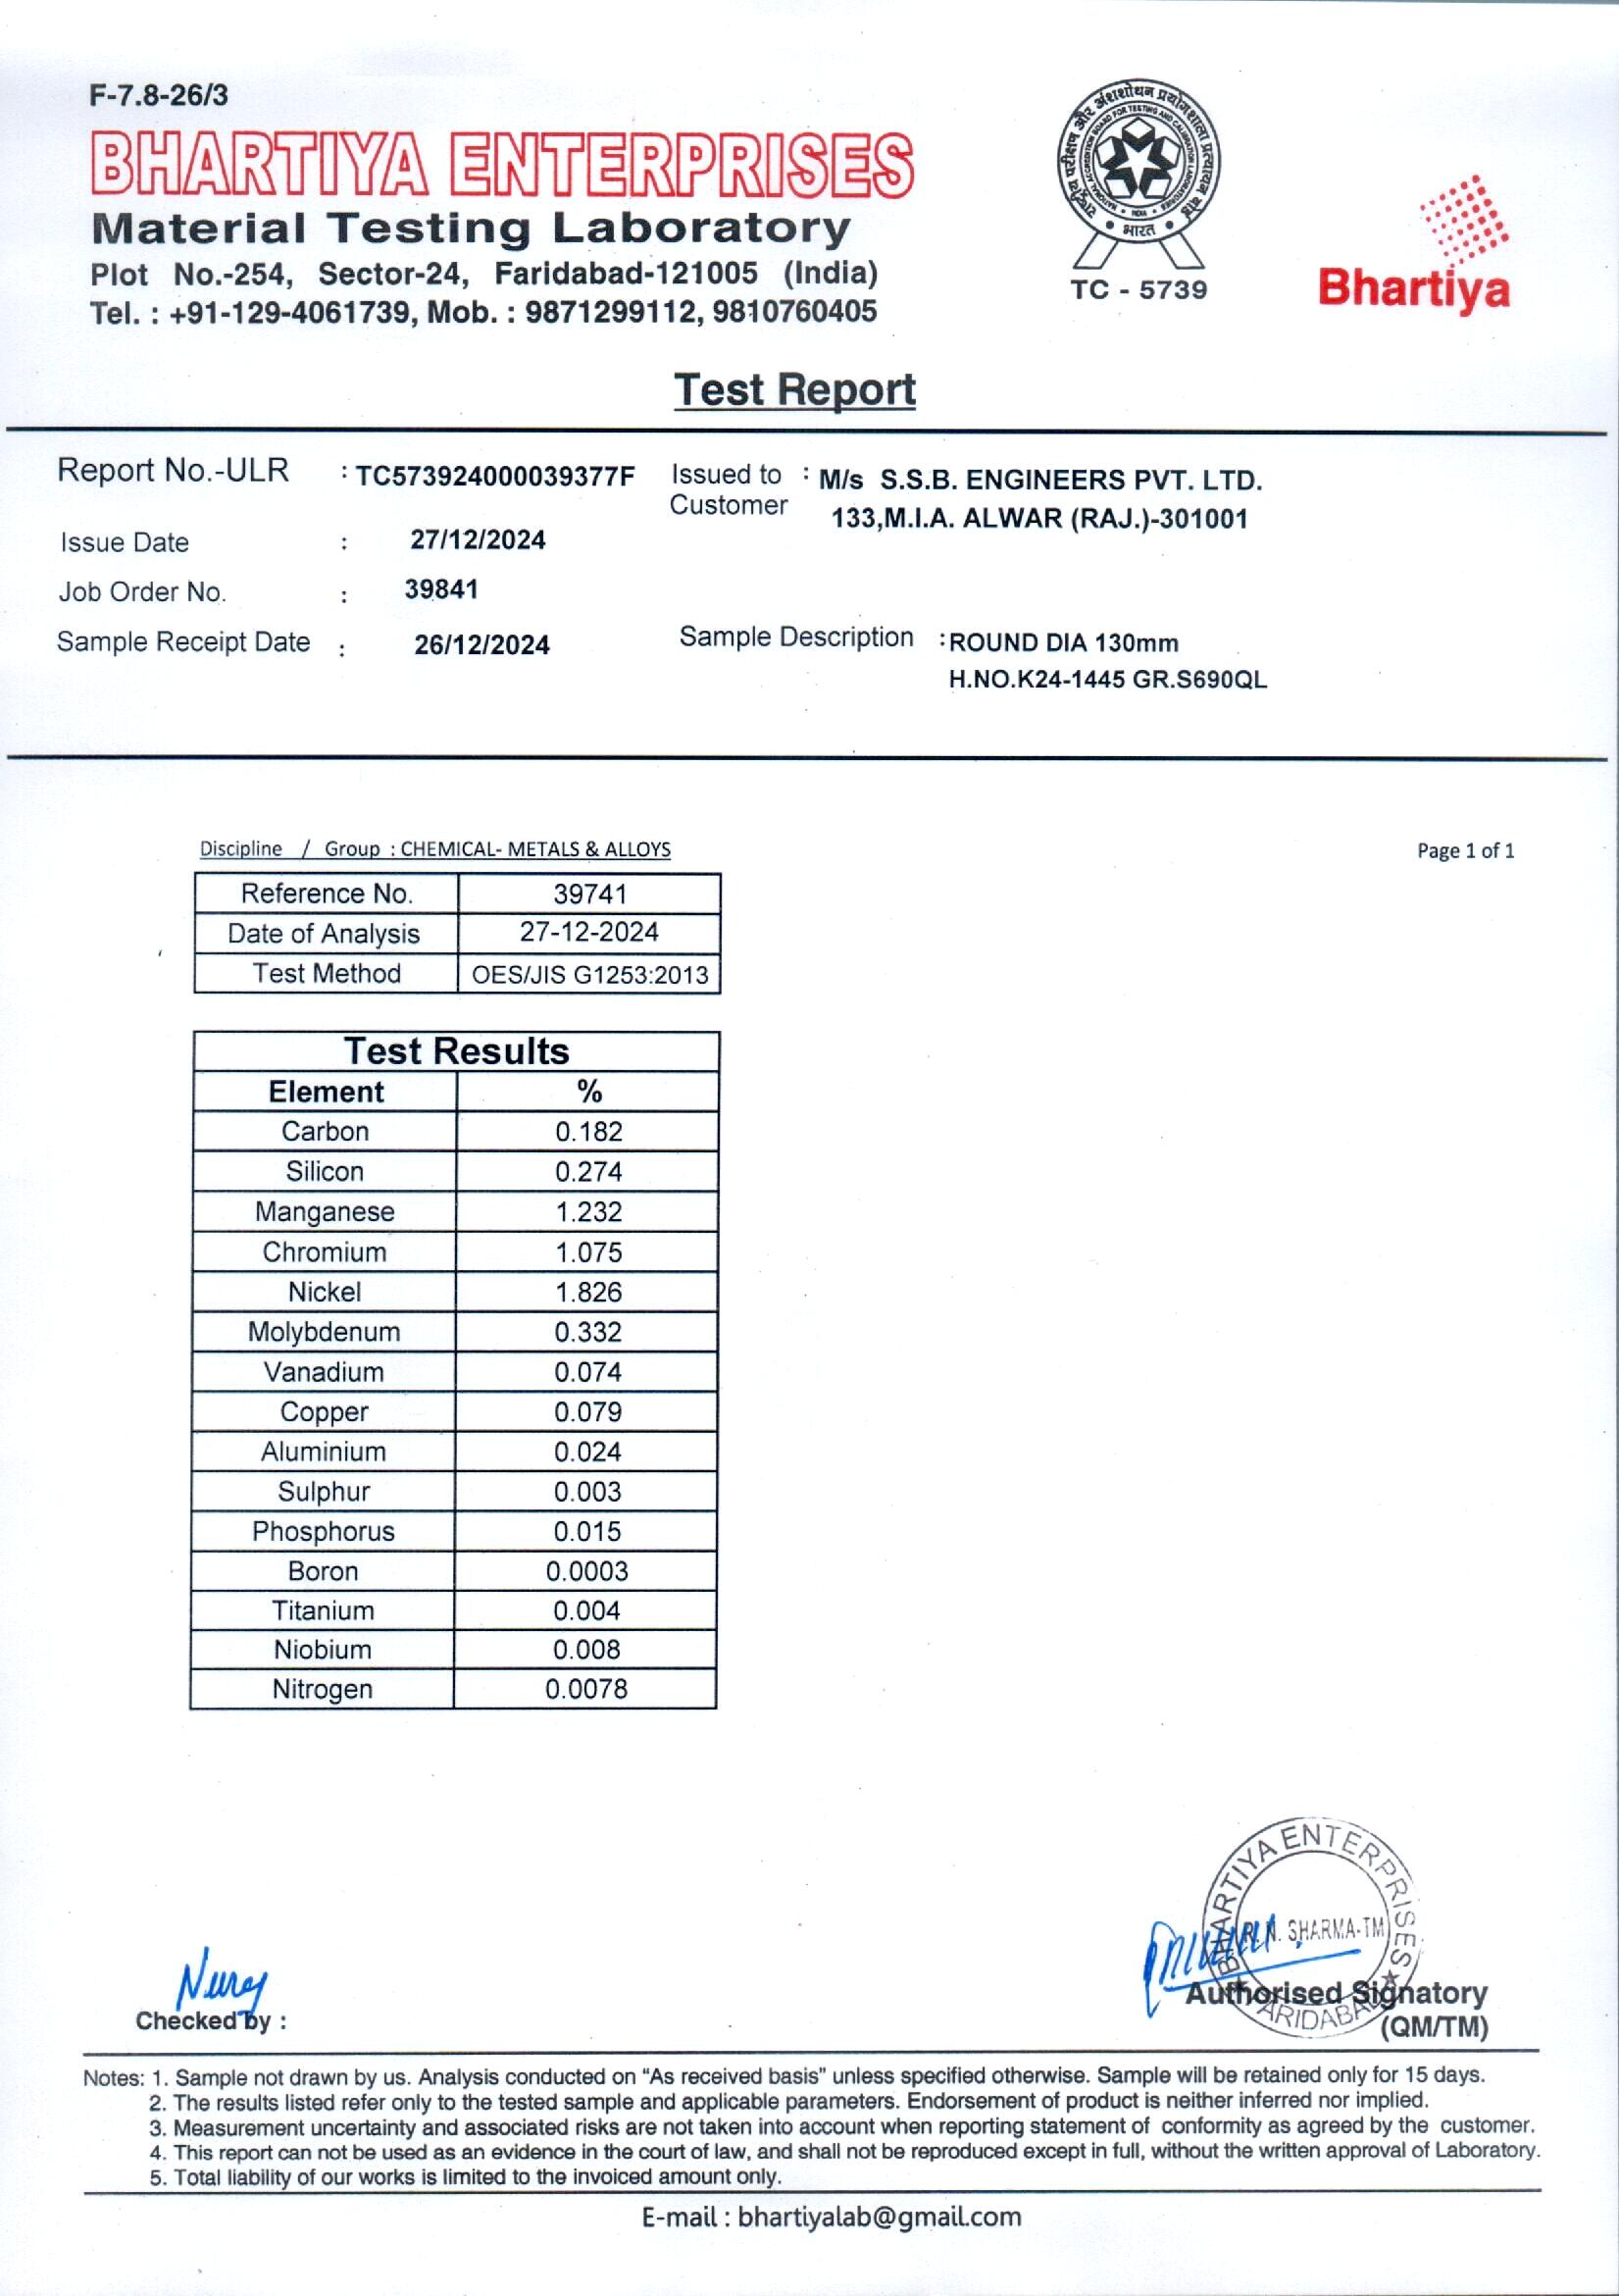 F-7.8-26/3
BHARTIYA ENTERPRISES
Material Testing Laboratory
Plot No.-254, Sector-24, Faridabad-121005 (India)
Tel. : +91-129-4061739, Mob. : 9871299112, 9810760405
राष्ट्रीय परीक्षण और अंशशोधन प्रयोगशाला प्रत्यायन बोर्ड
NATIONAL ACCREDITATION BOARD FOR TESTING AND CALIBRATION LABORATORIES
INDIA
भारत
TC - 5739
Bhartiya
Test Report
Report No.-ULR : TC573924000039377F
Issued to Customer : M/s S.S.B. ENGINEERS PVT. LTD.
133,M.I.A. ALWAR (RAJ.)-301001
Issue Date : 27/12/2024
Job Order No. : 39841
Sample Receipt Date : 26/12/2024
Sample Description : ROUND DIA 130mm
H.NO.K24-1445 GR.S690QL
Discipline / Group : CHEMICAL- METALS & ALLOYS
Page 1 of 1
Reference No. 39741
Date of Analysis 27-12-2024
Test Method OES/JIS G1253:2013
Test Results
Element %
Carbon 0.182
Silicon 0.274
Manganese 1.232
Chromium 1.075
Nickel 1.826
Molybdenum 0.332
Vanadium 0.074
Copper 0.079
Aluminium 0.024
Sulphur 0.003
Phosphorus 0.015
Boron 0.0003
Titanium 0.004
Niobium 0.008
Nitrogen 0.0078
BHARTIYA ENTERPRISES
R. N. SHARMA-TM
FARIDABAD
Checked by :
Authorised Signatory
(QM/TM)
Notes: 1. Sample not drawn by us. Analysis conducted on “As received basis” unless specified otherwise. Sample will be retained only for 15 days.
2. The results listed refer only to the tested sample and applicable parameters. Endorsement of product is neither inferred nor implied.
3. Measurement uncertainty and associated risks are not taken into account when reporting statement of conformity as agreed by the customer.
4. This report can not be used as an evidence in the court of law, and shall not be reproduced except in full, without the written approval of Laboratory.
5. Total liability of our works is limited to the invoiced amount only.
E-mail : bhartiyalab@gmail.com